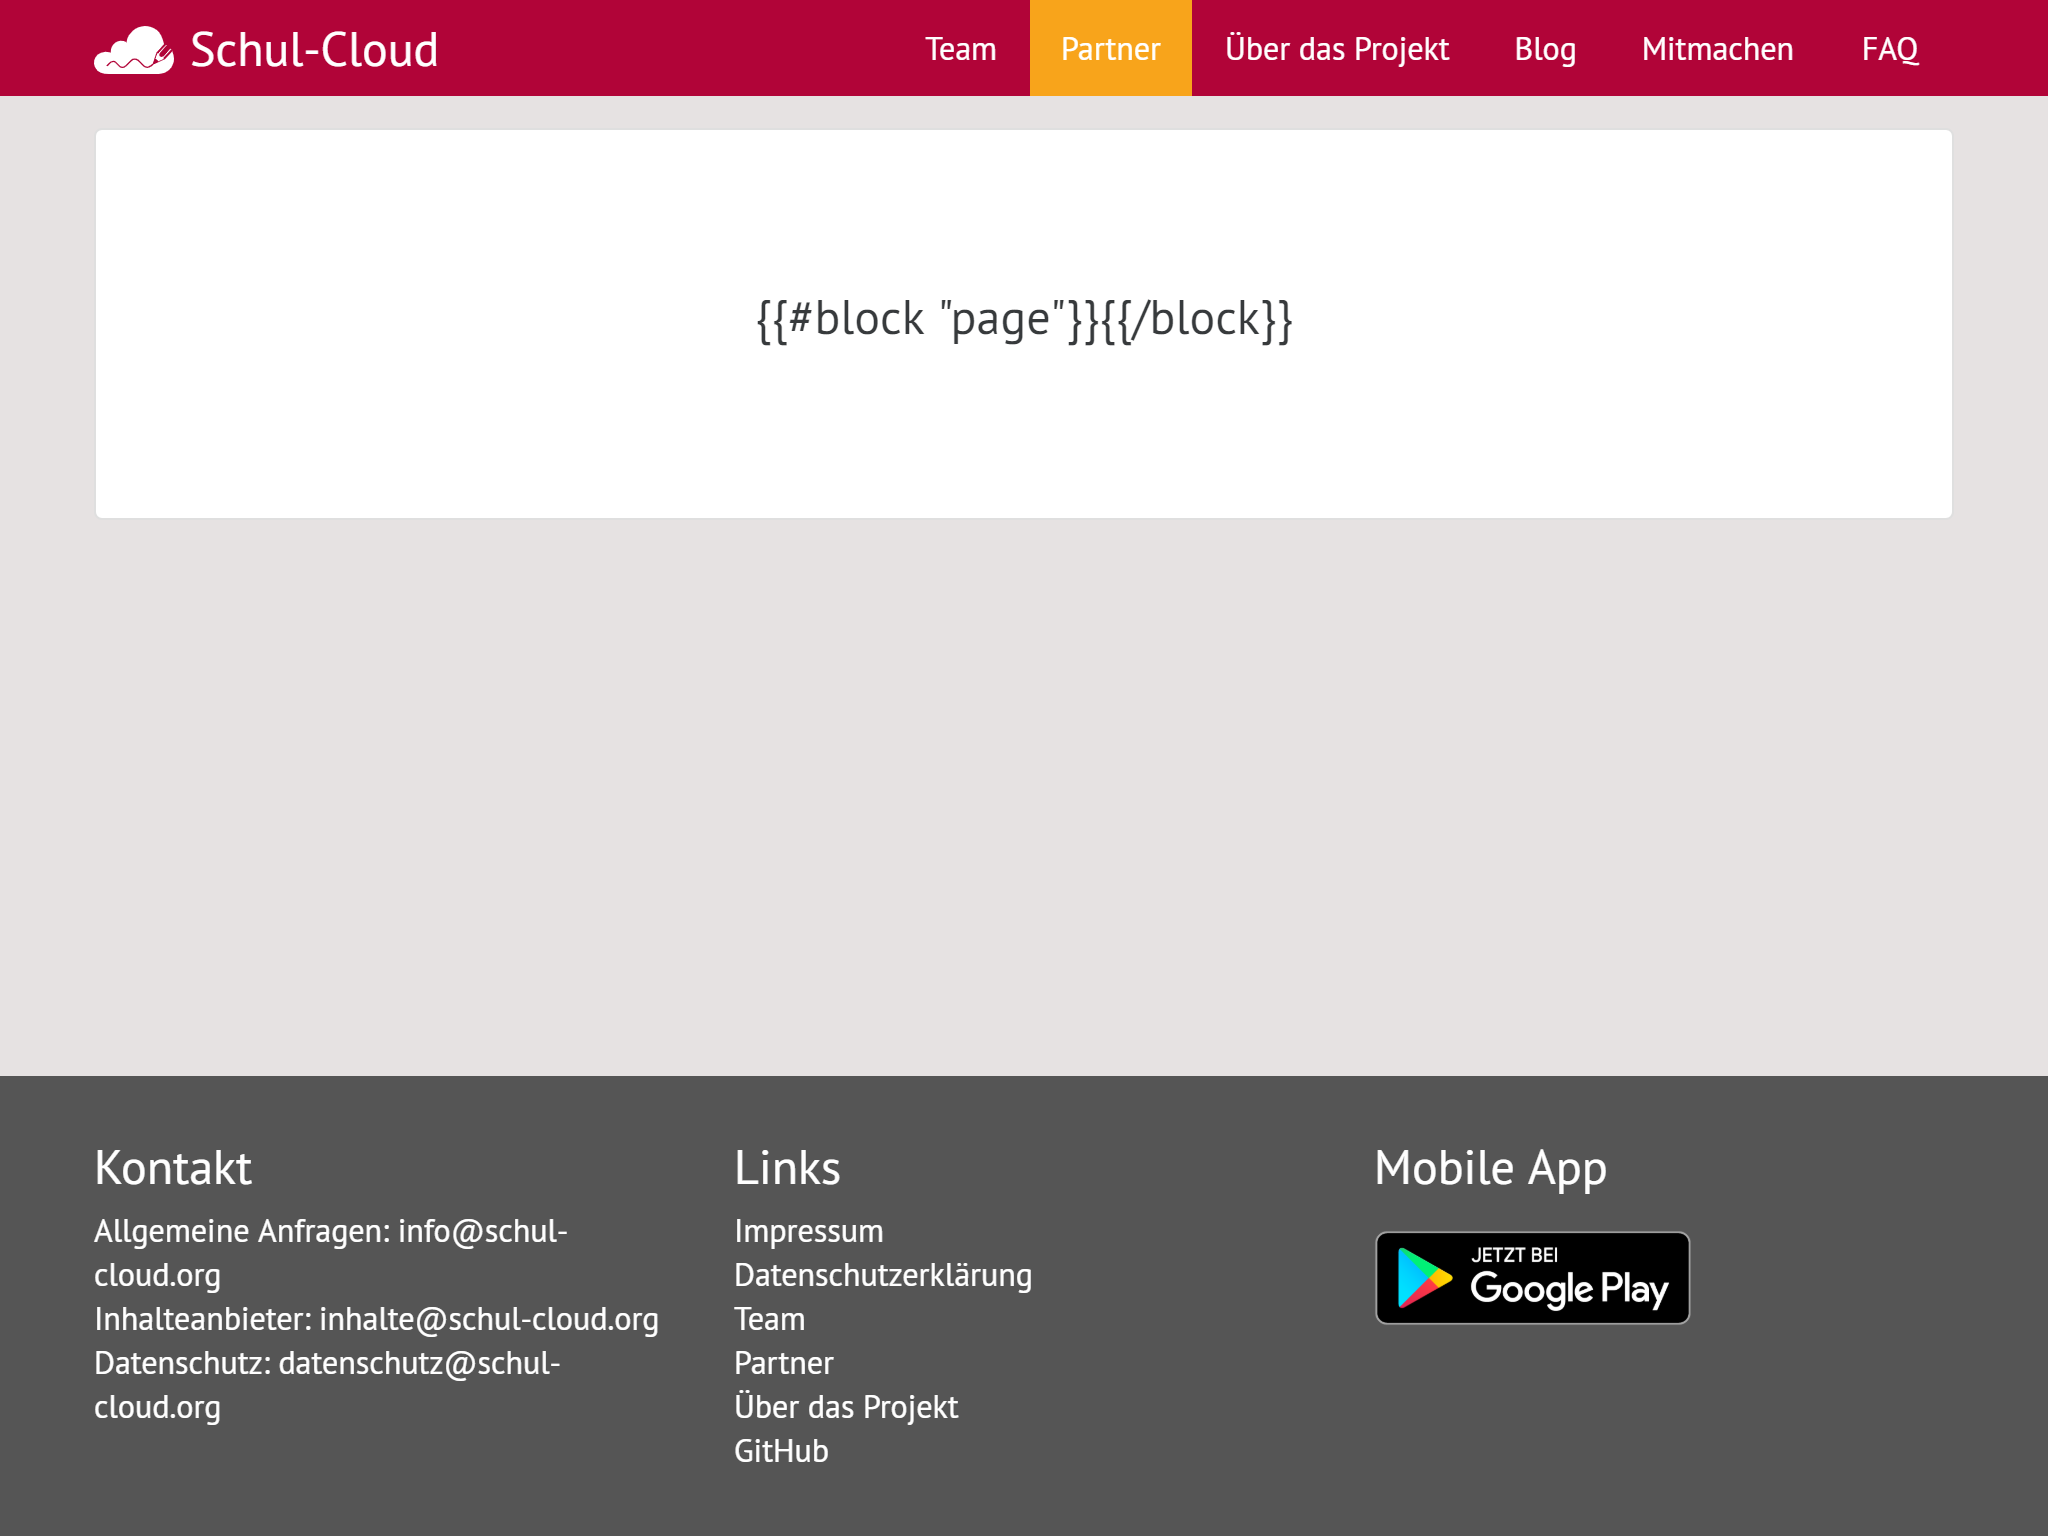 Schul-Cloud
Team
Partner
Über das Projekt
Blog
Mitmachen
FAQ
{{#block "page"}}{{/block}}
Kontakt
Allgemeine Anfragen: info@schul-
cloud.org
Inhalteanbieter: inhalte@schul-cloud.org
Datenschutz: datenschutz@schul-
cloud.org
Links
Impressum
Datenschutzerklärung
Team
Partner
Über das Projekt
GitHub
Mobile App
JETZT BEI
Google Play